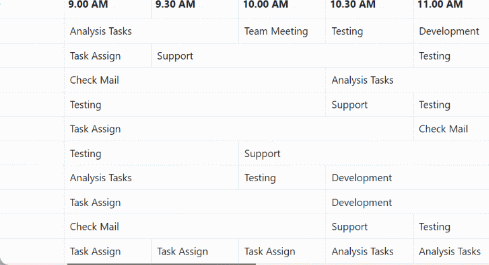 9.00 AM 9.30 AM 10.00 AM 10.30 AM 11.00 AM
Analysis Tasks Team Meeting Testing Development
Task Assign Support Testing
Check Mail Analysis Tasks
Testing Support Testing
Task Assign Check Mail
Testing Support
Analysis Tasks Testing Development
Task Assign Development
Check Mail Support Testing
Task Assign Task Assign Task Assign Analysis Tasks Analysis Tasks